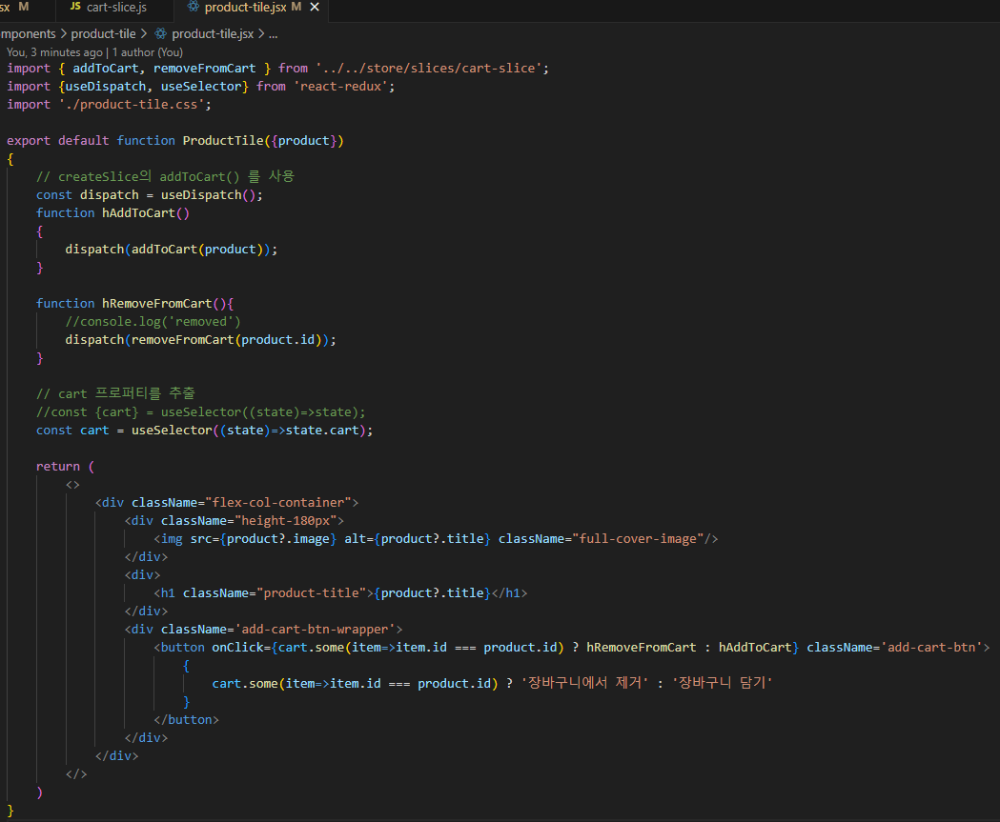 sx M JS cart-slice.js product-tile.jsx M
mponents > product-tile > product-tile.jsx > ...
You, 3 minutes ago | 1 author (You)
import { addToCart, removeFromCart } from '../../store/slices/cart-slice';
import {useDispatch, useSelector} from 'react-redux';
import './product-tile.css';
export default function ProductTile({product})
{
// createSlice의 addToCart() 를 사용
const dispatch = useDispatch();
function hAddToCart()
{
dispatch(addToCart(product));
}
function hRemoveFromCart(){
//console.log('removed')
dispatch(removeFromCart(product.id));
}
// cart 프로퍼티를 추출
//const {cart} = useSelector((state)=>state);
const cart = useSelector((state)=>state.cart);
return (
<>
<div className="flex-col-container">
<div className="height-180px">
<img src={product?.image} alt={product?.title} className="full-cover-image"/>
</div>
<div>
<h1 className="product-title">{product?.title}</h1>
</div>
<div className='add-cart-btn-wrapper'>
<button onClick={cart.some(item=>item.id === product.id) ? hRemoveFromCart : hAddToCart} className='add-cart-btn'>
{
cart.some(item=>item.id === product.id) ? '장바구니에서 제거' : '장바구니 담기'
}
</button>
</div>
</div>
</>
)
}